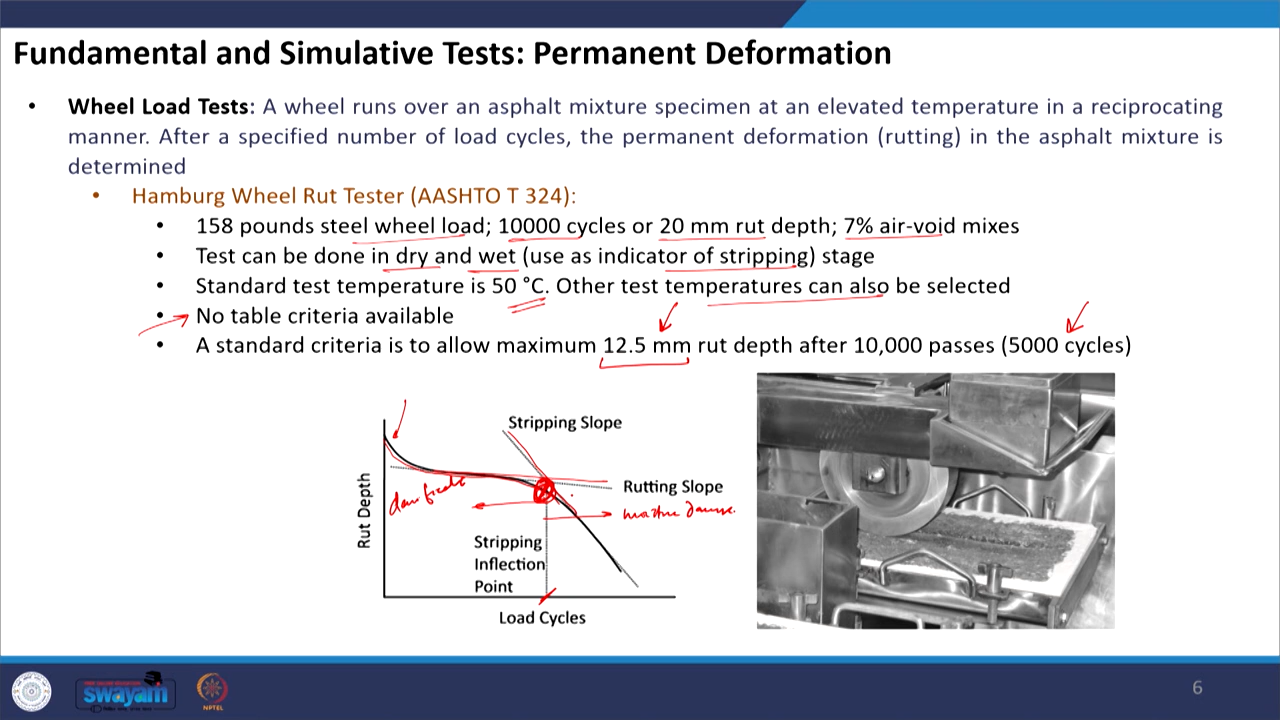 Fundamental and Simulative Tests: Permanent Deformation
• Wheel Load Tests: A wheel runs over an asphalt mixture specimen at an elevated temperature in a reciprocating
manner. After a specified number of load cycles, the permanent deformation (rutting) in the asphalt mixture is
determined
• Hamburg Wheel Rut Tester (AASHTO T 324):
• 158 pounds steel wheel load; 10000 cycles or 20 mm rut depth; 7% air-void mixes
• Test can be done in dry and wet (use as indicator of stripping) stage
• Standard test temperature is 50 °C. Other test temperatures can also be selected
• No table criteria available
• A standard criteria is to allow maximum 12.5 mm rut depth after 10,000 passes (5000 cycles)
Stripping Slope
Rut Depth
Rutting Slope
Stripping
Inflection
Point
Load Cycles
swayam
NPTEL
6